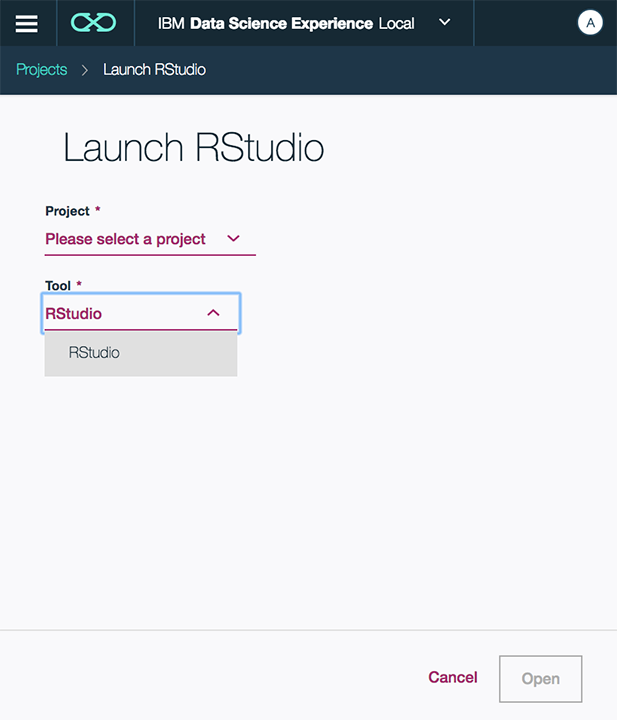 IBM Data Science Experience Local
A
Projects > Launch RStudio
Launch RStudio
Project *
Please select a project
Tool *
RStudio
RStudio
Cancel
Open